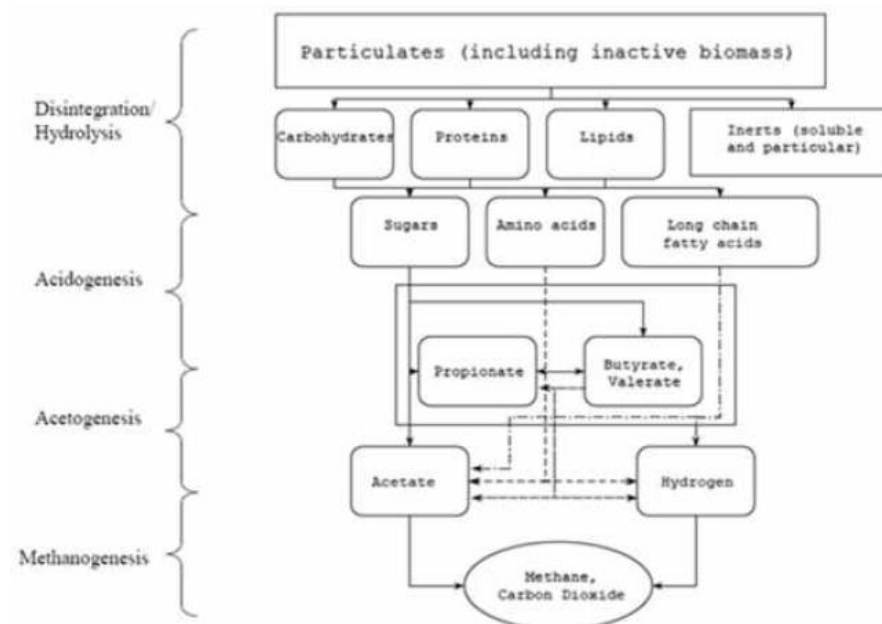 Particulates (including inactive biomass)
Disintegration/
Hydrolysis
Carbohydrates
Proteins
Lipids
Inerts (soluble
and particular)
Sugars
Amino acids
Long chain
fatty acids
Acidogenesis
Propionate
Butyrate,
Valerate
Acetogenesis
Acetate
Hydrogen
Methanogenesis
Methane,
Carbon Dioxide